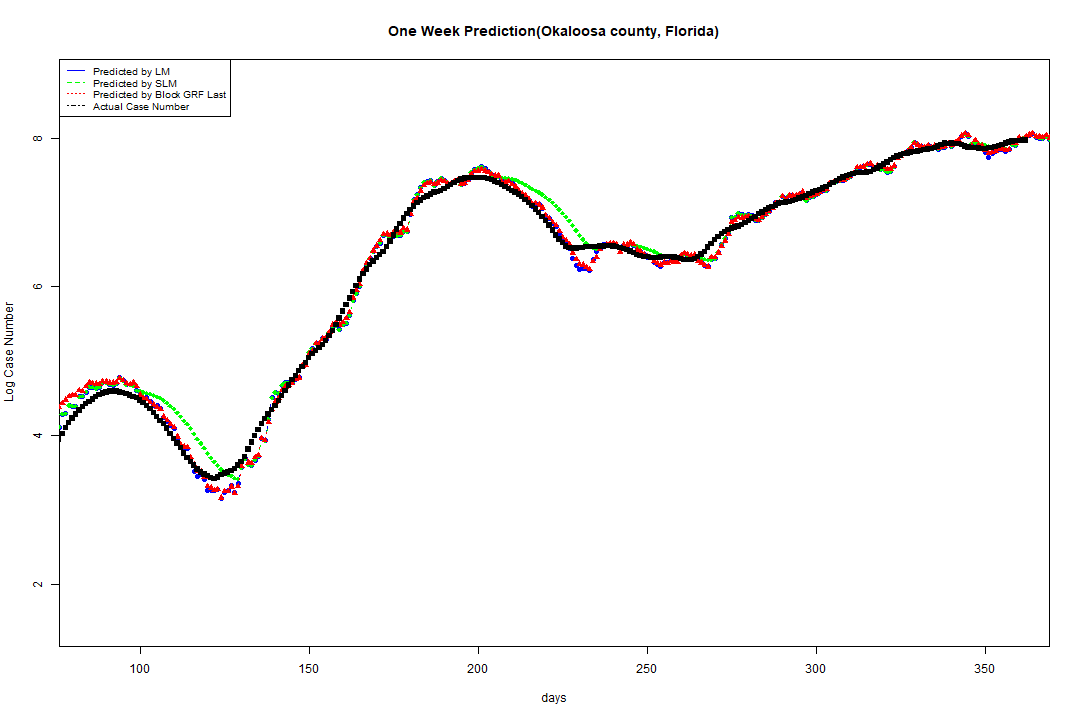 One Week Prediction(Okaloosa county, Florida)
Predicted by LM
Predicted by SLM
Predicted by Block GRF Last
Actual Case Number
8
6
4
2
Log Case Number
100 150 200 250 300 350
days